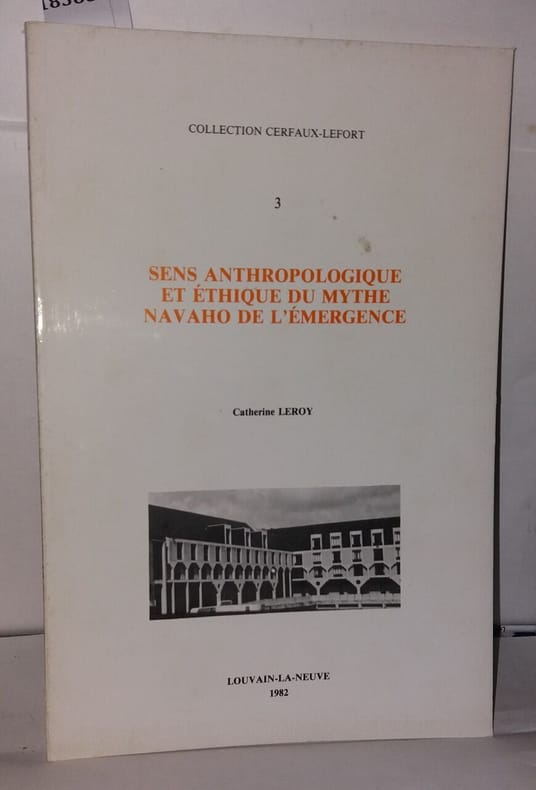 COLLECTION CERFAUX-LEFORT
3
SENS ANTHROPOLOGIQUE
ET ÉTHIQUE DU MYTHE
NAVAHO DE L'ÉMERGENCE
Catherine LEROY
LOUVAIN-LA-NEUVE
1982